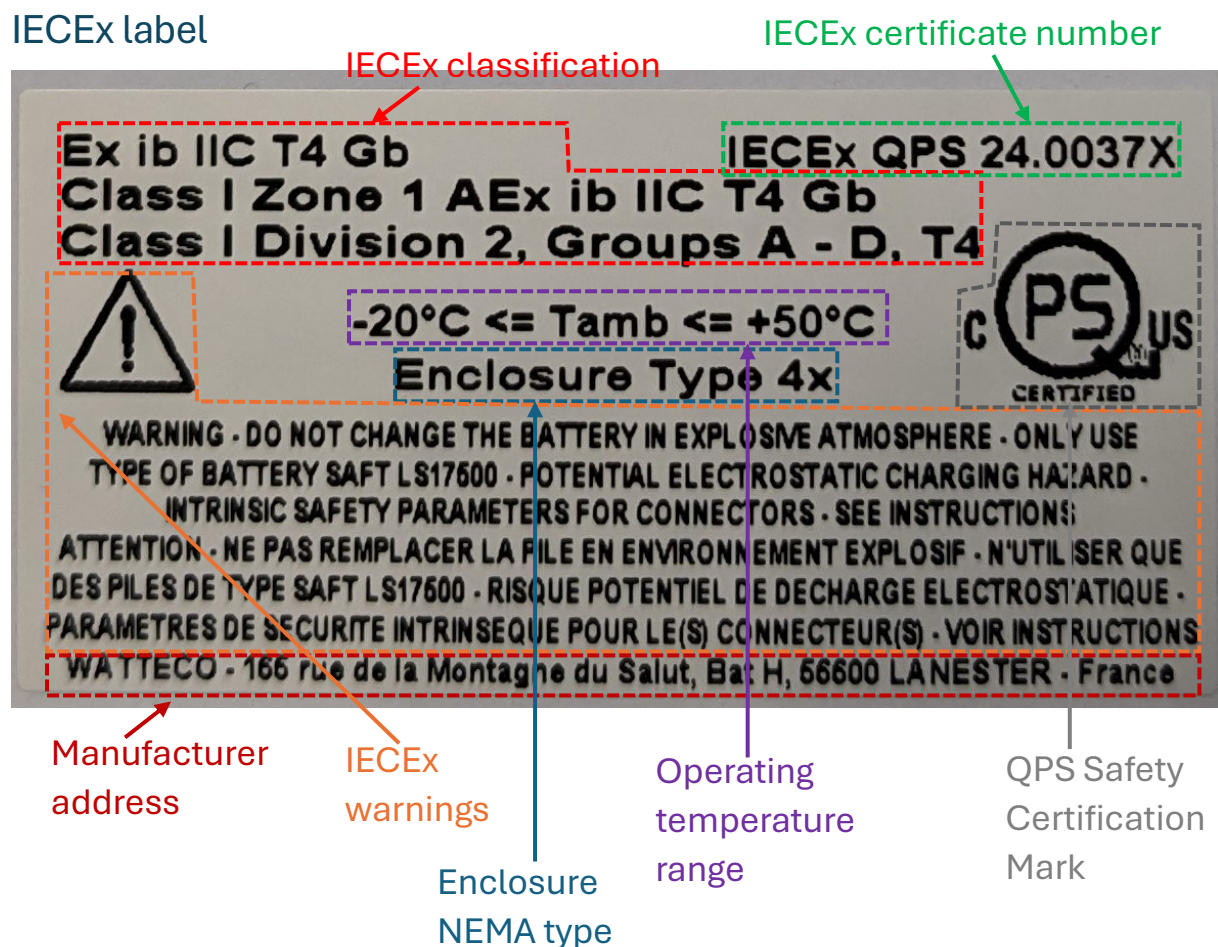 IECEx label
IECEx certificate number
IECEx classification
Ex ib IIC T4 Gb
IECEx QPS 24.0037X
Class I Zone 1 AEx ib IIC T4 Gb
Class I Division 2, Groups A - D, T4
-20°C <= Tamb <= +50°C
Enclosure Type 4x
C QPS US
CERTIFIED
WARNING - DO NOT CHANGE THE BATTERY IN EXPLOSIVE ATMOSPHERE - ONLY USE
TYPE OF BATTERY SAFT LS17500 - POTENTIAL ELECTROSTATIC CHARGING HAZARD -
INTRINSIC SAFETY PARAMETERS FOR CONNECTORS - SEE INSTRUCTIONS
ATTENTION - NE PAS REMPLACER LA PILE EN ENVIRONNEMENT EXPLOSIF - N'UTILISER QUE
DES PILES DE TYPE SAFT LS17500 - RISQUE POTENTIEL DE DECHARGE ELECTROSTATIQUE -
PARAMETRES DE SECURITE INTRINSEQUE POUR LE(S) CONNECTEUR(S) - VOIR INSTRUCTIONS
WATTECO - 166 rue de la Montagne du Salut, Bat H, 56600 LANESTER - France
Manufacturer
address
IECEx
warnings
Enclosure
NEMA type
Operating
temperature
range
QPS Safety
Certification
Mark